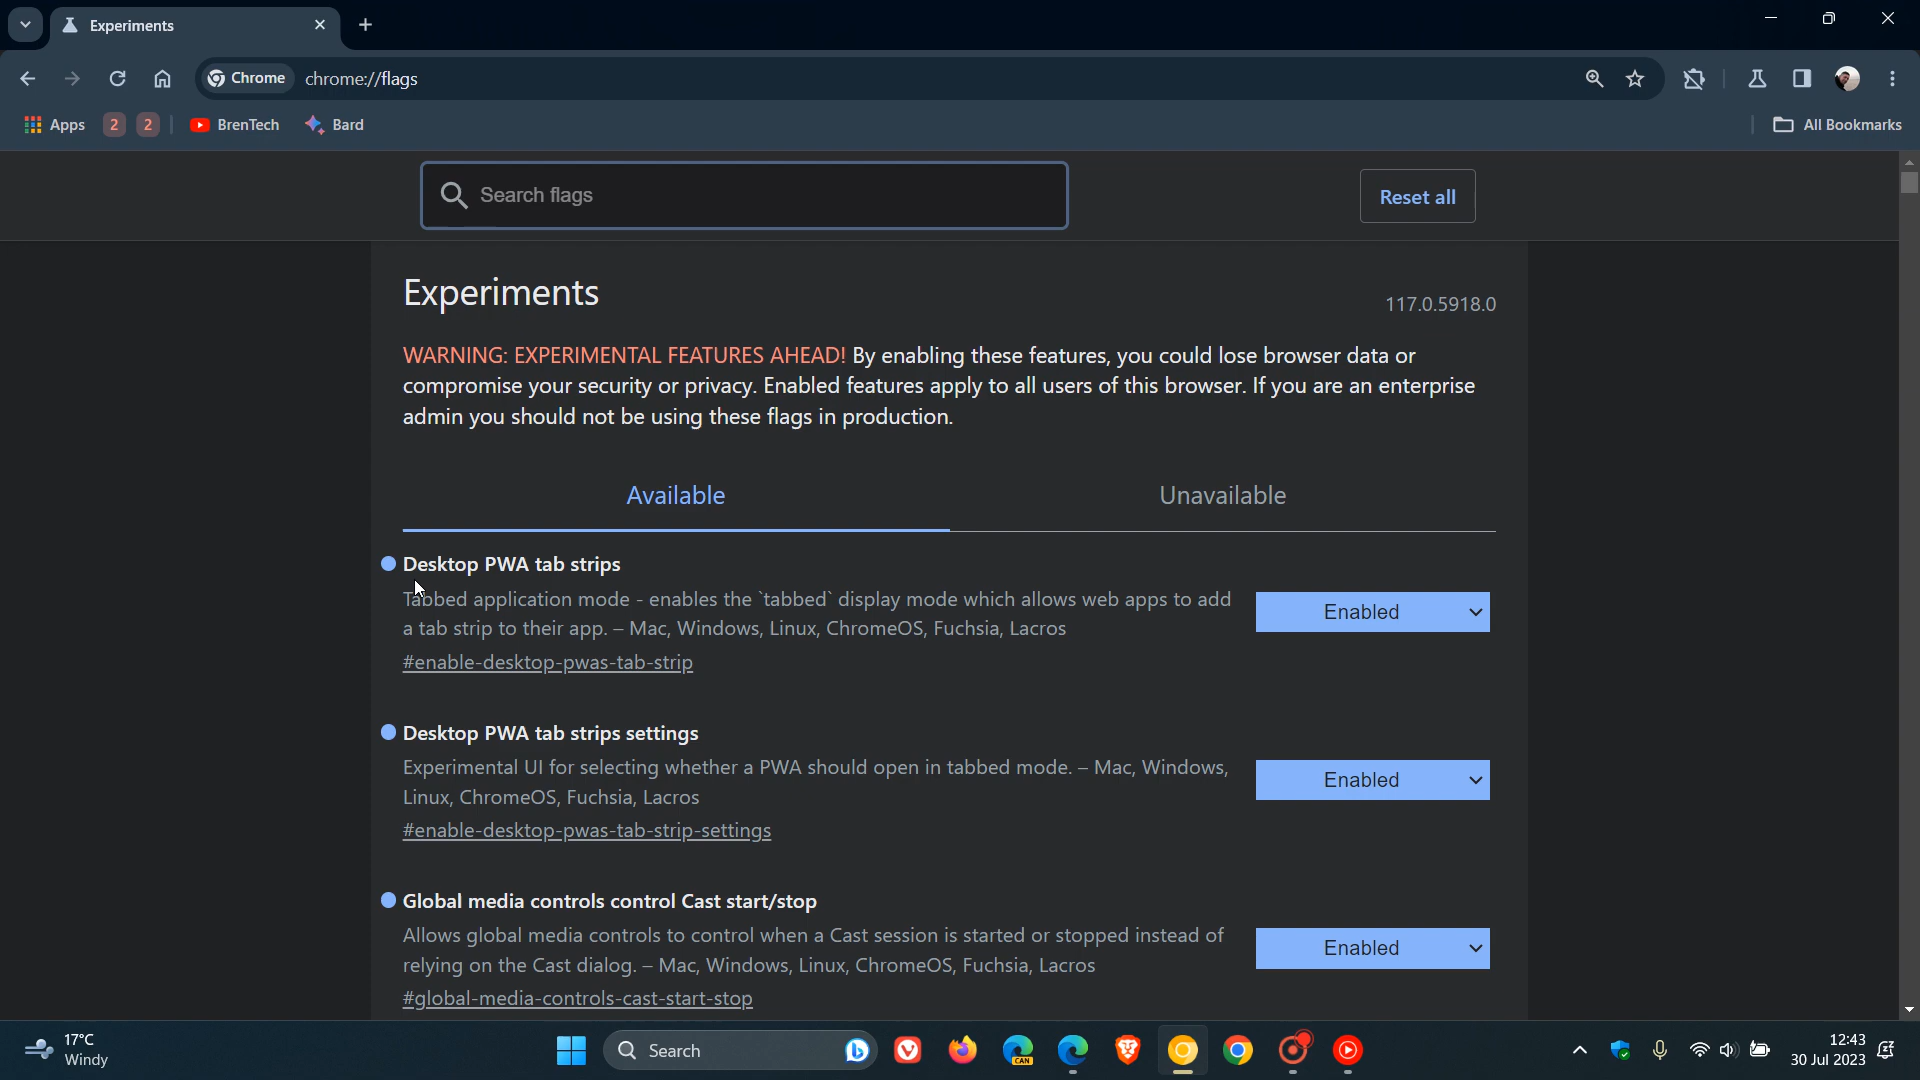 Experiments
Chrome
chrome://flags
Apps
2
2
BrenTech
Bard
All Bookmarks
Search flags
Reset all
Experiments
117.0.5918.0
WARNING: EXPERIMENTAL FEATURES AHEAD! By enabling these features, you could lose browser data or
compromise your security or privacy. Enabled features apply to all users of this browser. If you are an enterprise
admin you should not be using these flags in production.
Available
Unavailable
Desktop PWA tab strips
Tabbed application mode - enables the `tabbed` display mode which allows web apps to add
a tab strip to their app. – Mac, Windows, Linux, ChromeOS, Fuchsia, Lacros
#enable-desktop-pwas-tab-strip
Enabled
Desktop PWA tab strips settings
Experimental UI for selecting whether a PWA should open in tabbed mode. – Mac, Windows,
Linux, ChromeOS, Fuchsia, Lacros
#enable-desktop-pwas-tab-strip-settings
Enabled
Global media controls control Cast start/stop
Allows global media controls to control when a Cast session is started or stopped instead of
relying on the Cast dialog. – Mac, Windows, Linux, ChromeOS, Fuchsia, Lacros
#global-media-controls-cast-start-stop
Enabled
17°C
Windy
Search
CAN
12:43
30 Jul 2023